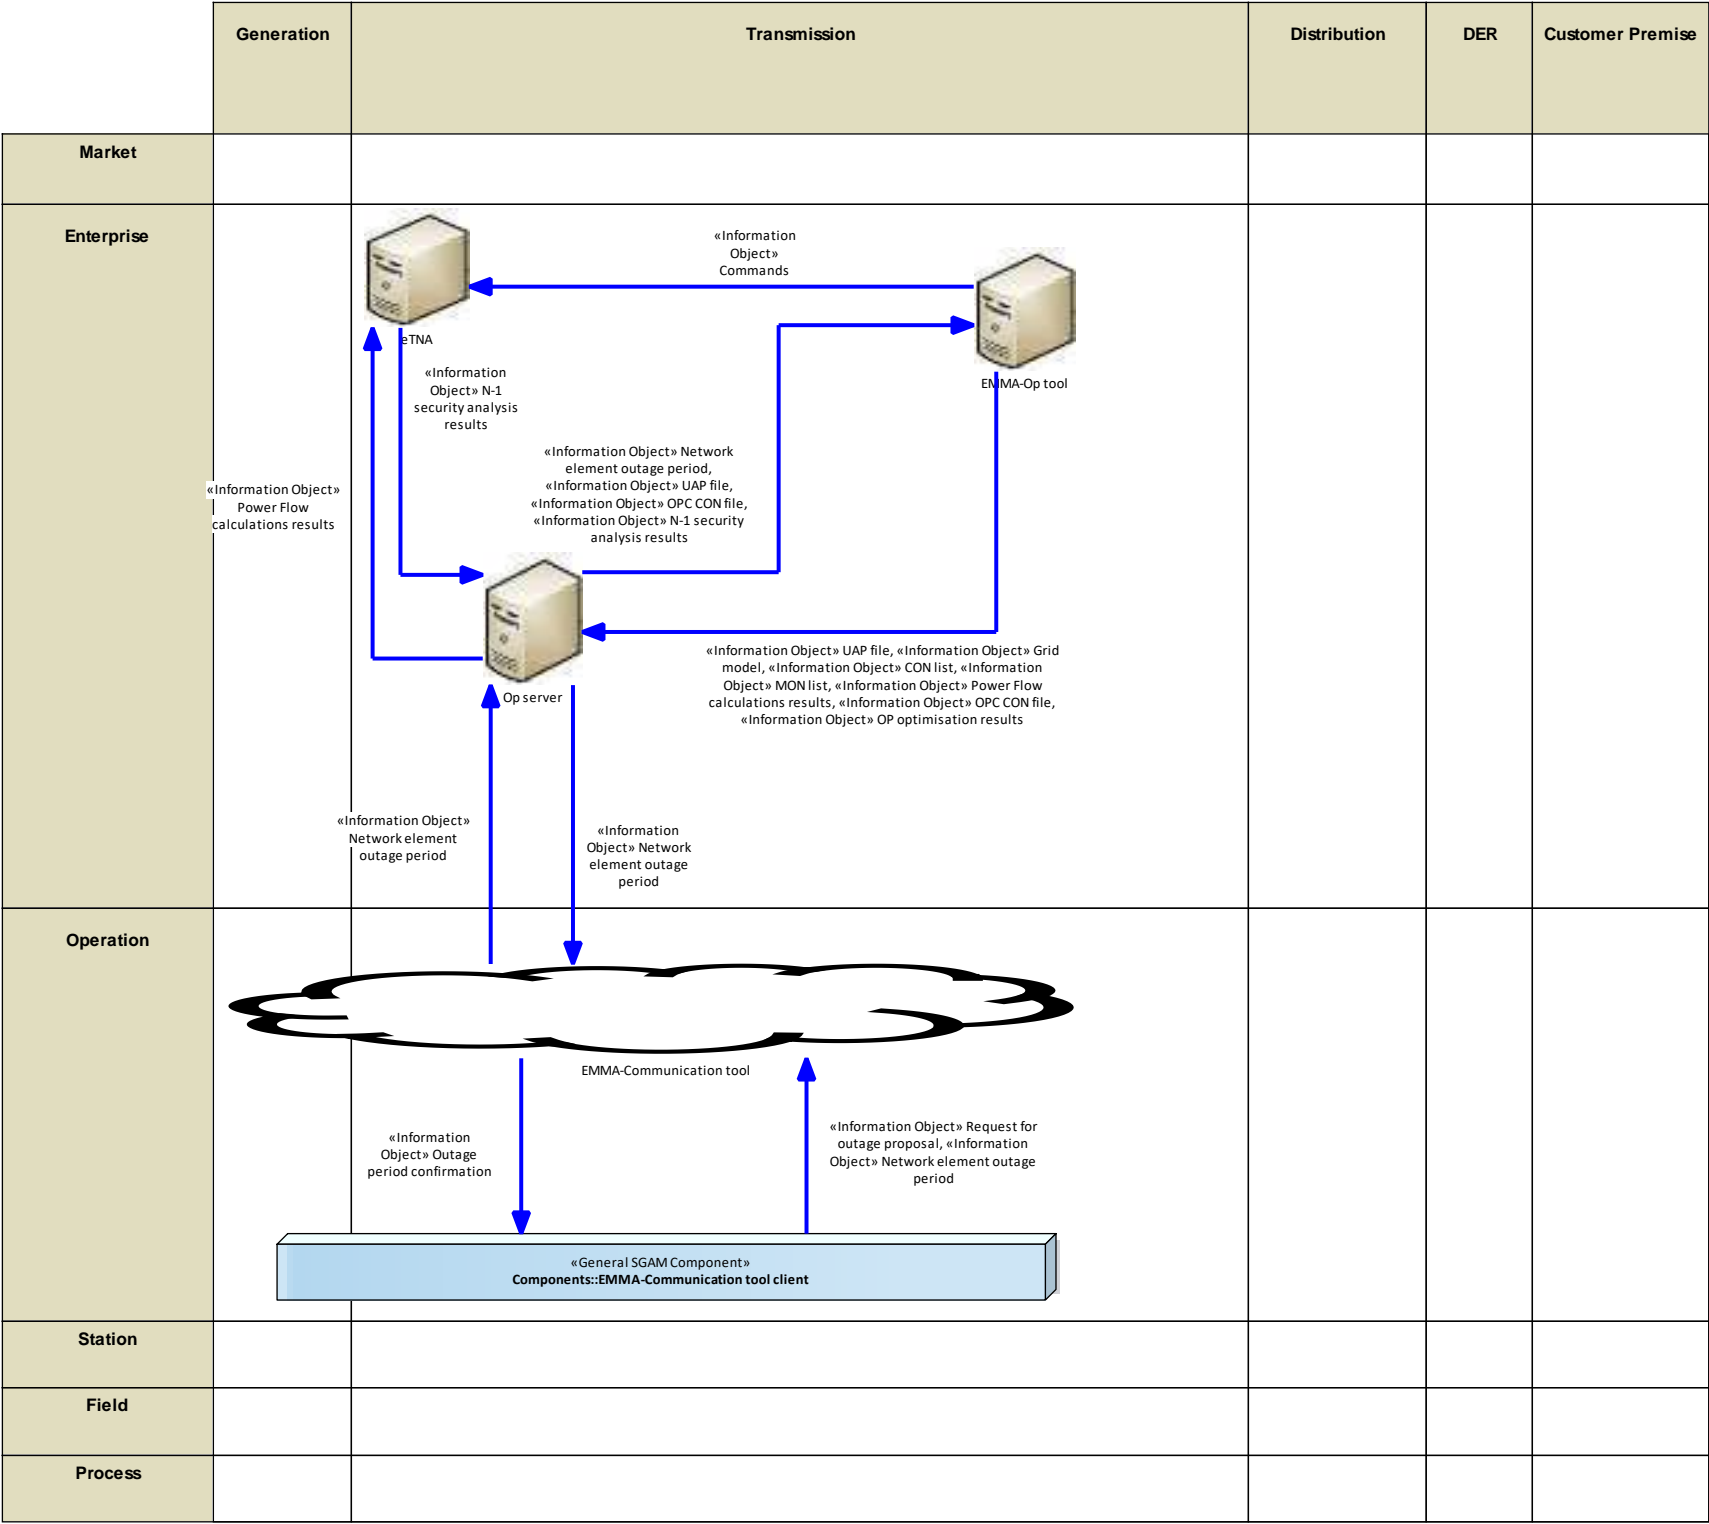 Generation
Transmission
Distribution
DER
Customer Premise
Market
Enterprise
«Information
Object»
Commands
eTNA
EMMA-Op tool
«Information
Object» N-1
security analysis
results
«Information Object» Network
element outage period,
«Information Object» UAP file,
«Information Object» OPC CON file,
«Information Object» N-1 security
analysis results
«Information Object»
Power Flow
calculations results
Op server
«Information Object» UAP file, «Information Object» Grid
model, «Information Object» CON list, «Information
Object» MON list, «Information Object» Power Flow
calculations results, «Information Object» OPC CON file,
«Information Object» OP optimisation results
«Information Object»
Network element
outage period
«Information
Object» Network
element outage
period
Operation
EMMA-Communication tool
«Information
Object» Outage
period confirmation
«Information Object» Request for
outage proposal, «Information
Object» Network element outage
period
«General SGAM Component»
Components::EMMA-Communication tool client
Station
Field
Process